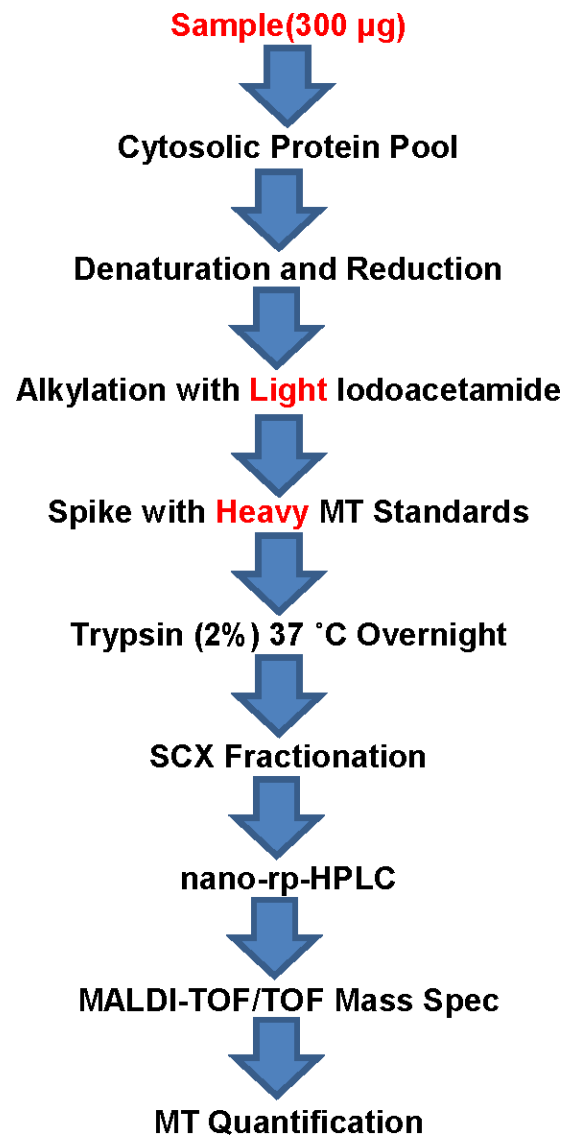 Sample(300 µg)
Cytosolic Protein Pool
Denaturation and Reduction
Alkylation with Light Iodoacetamide
Spike with Heavy MT Standards
Trypsin (2%) 37 ˚C Overnight
SCX Fractionation
nano-rp-HPLC
MALDI-TOF/TOF Mass Spec
MT Quantification